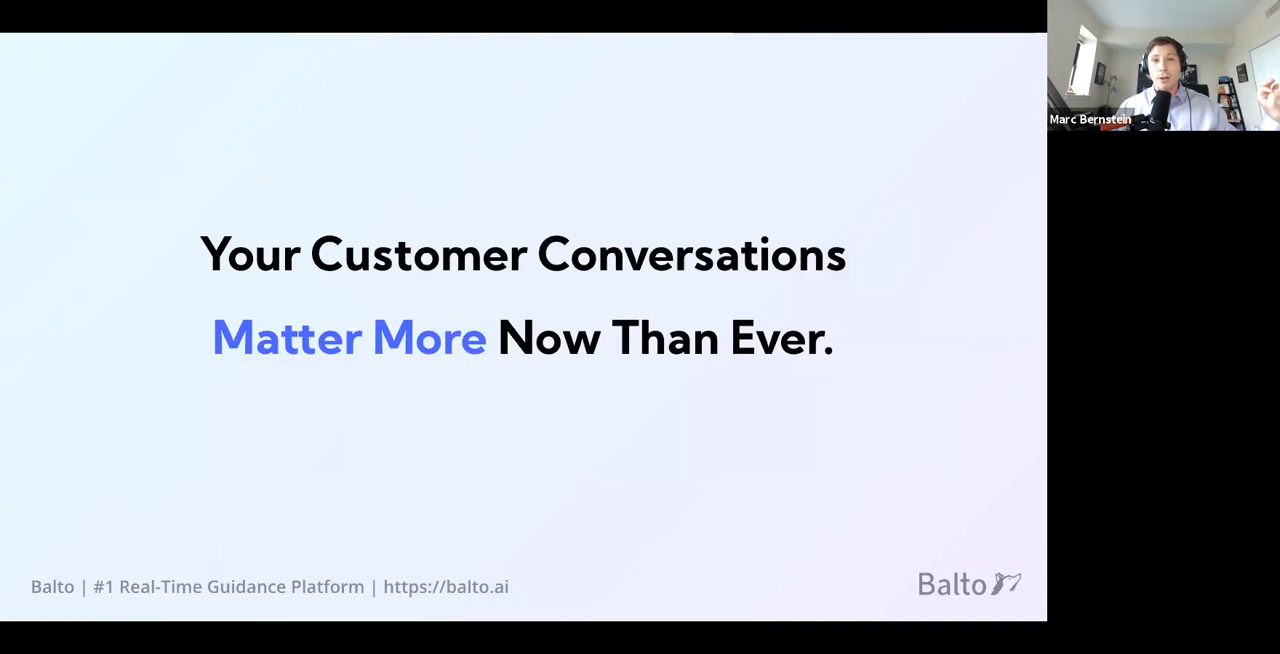 Your Customer Conversations
Matter More Now Than Ever.
Balto | #1 Real-Time Guidance Platform | https://balto.ai
Balto
Marc Bernstein